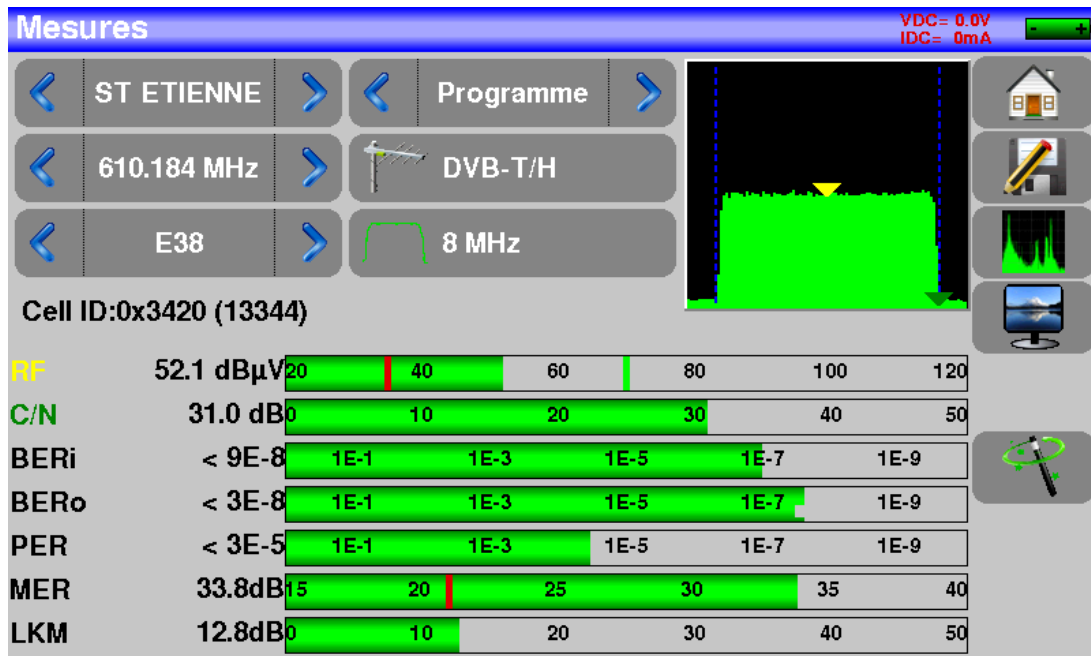 Mesures
VDC= 0.0V
IDC= 0mA
- +
ST ETIENNE
Programme
610.184 MHz
DVB-T/H
E38
8 MHz
Cell ID:0x3420 (13344)
RF 52.1 dBµV 20 40 60 80 100 120
C/N 31.0 dB 0 10 20 30 40 50
BERi < 9E-8 1E-1 1E-3 1E-5 1E-7 1E-9
BERo < 3E-8 1E-1 1E-3 1E-5 1E-7 1E-9
PER < 3E-5 1E-1 1E-3 1E-5 1E-7 1E-9
MER 33.8dB 15 20 25 30 35 40
LKM 12.8dB 0 10 20 30 40 50